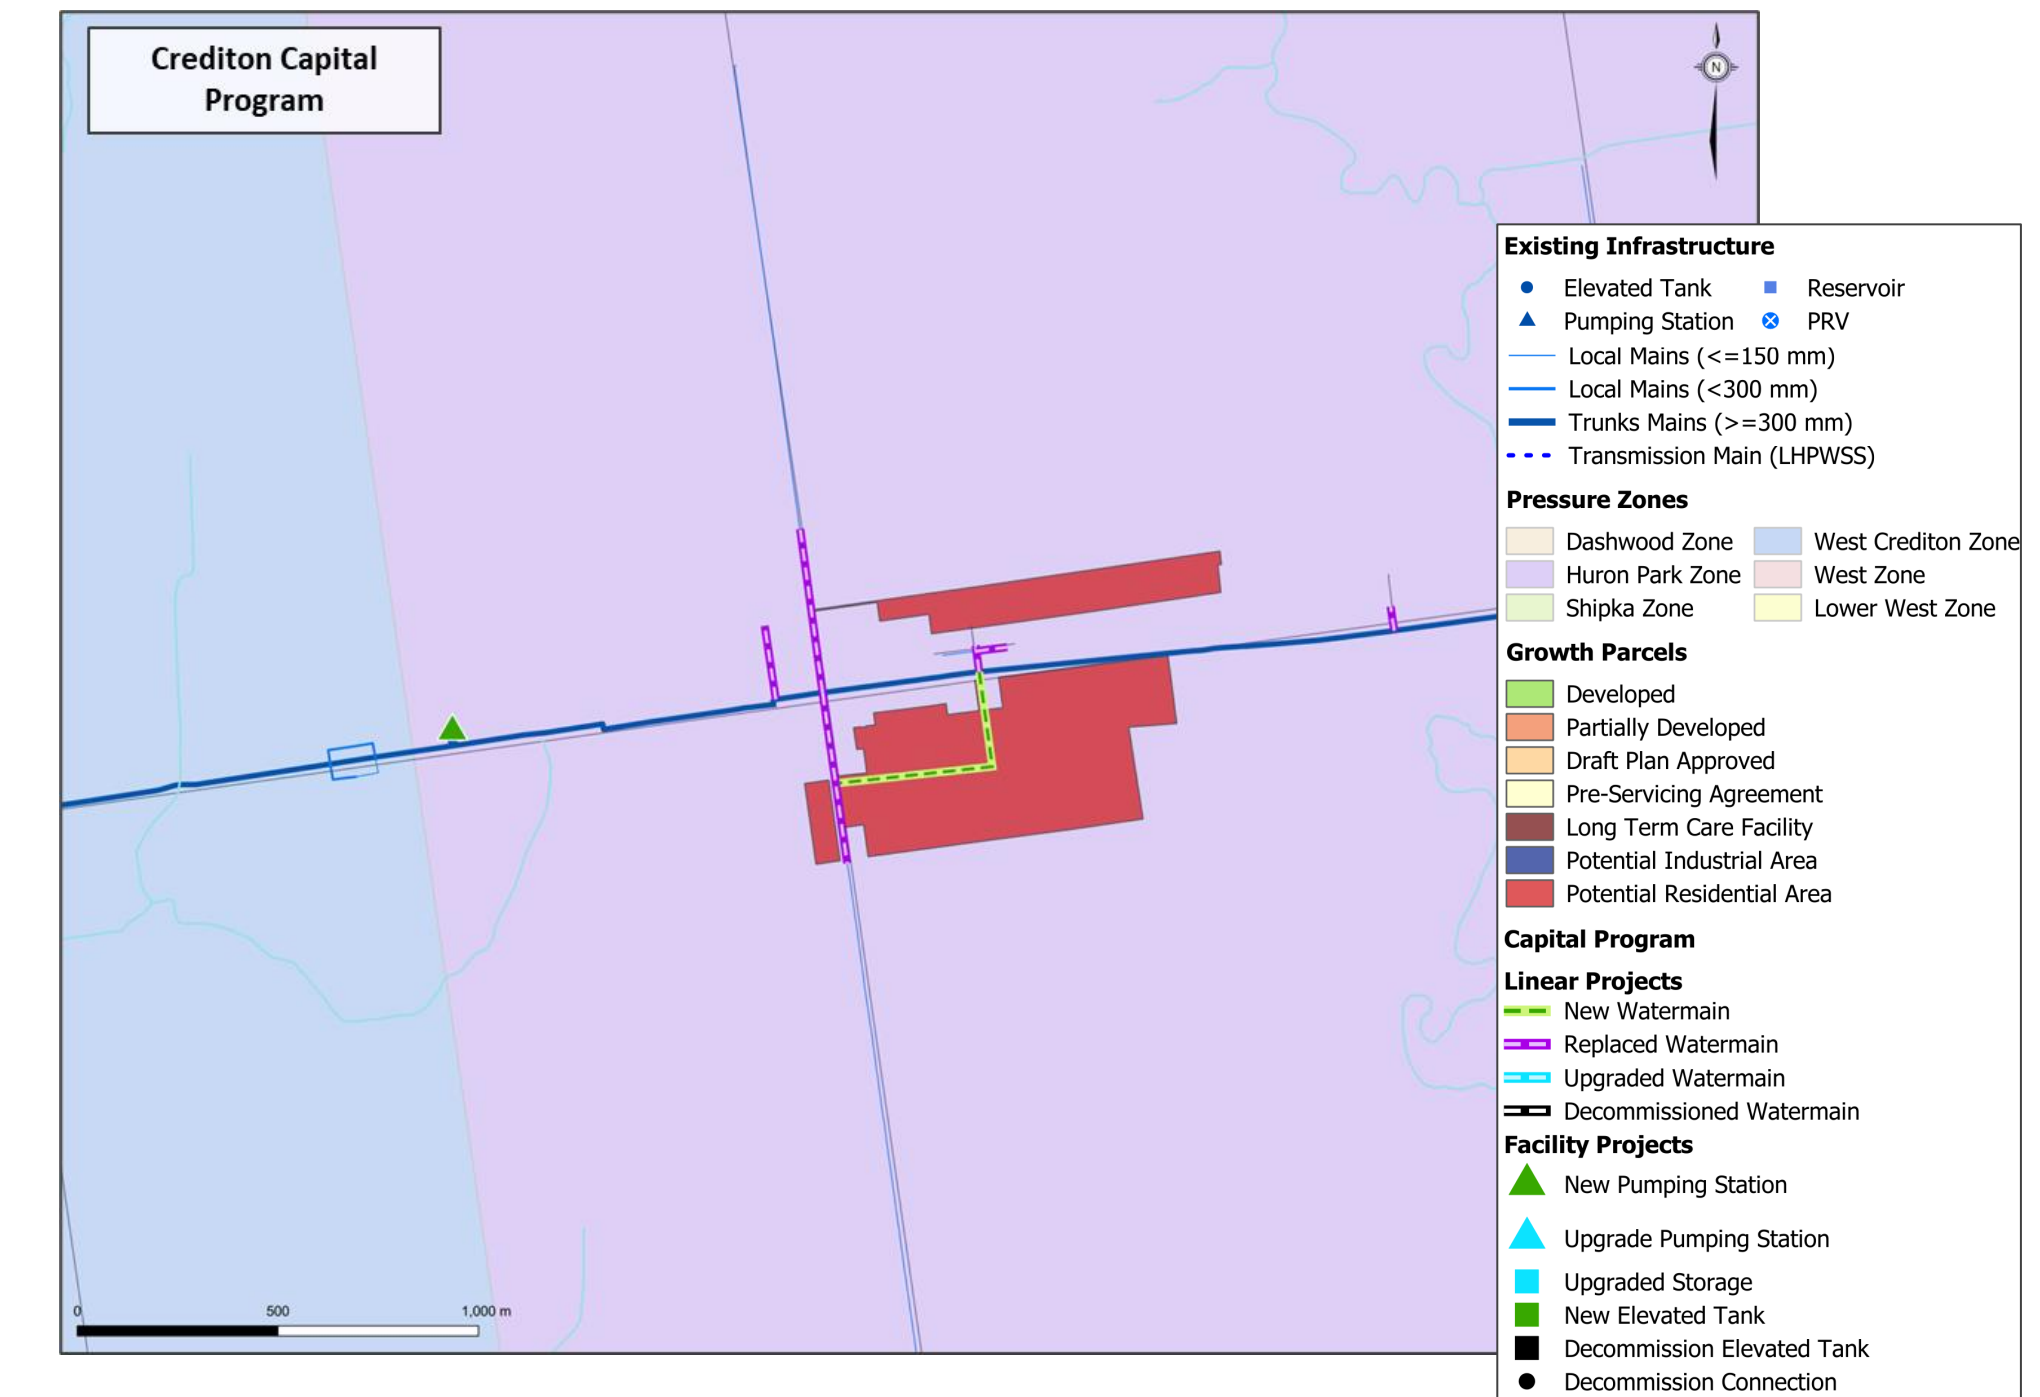 Crediton Capital
Program
N
Existing Infrastructure
Elevated Tank
Reservoir
Pumping Station
PRV
Local Mains (<=150 mm)
Local Mains (<300 mm)
Trunks Mains (>=300 mm)
Transmission Main (LHPWSS)
Pressure Zones
Dashwood Zone
West Crediton Zone
Huron Park Zone
West Zone
Shipka Zone
Lower West Zone
Growth Parcels
Developed
Partially Developed
Draft Plan Approved
Pre-Servicing Agreement
Long Term Care Facility
Potential Industrial Area
Potential Residential Area
Capital Program
Linear Projects
New Watermain
Replaced Watermain
Upgraded Watermain
Decommissioned Watermain
Facility Projects
New Pumping Station
Upgrade Pumping Station
Upgraded Storage
New Elevated Tank
Decommission Elevated Tank
Decommission Connection
0 500 1,000 m